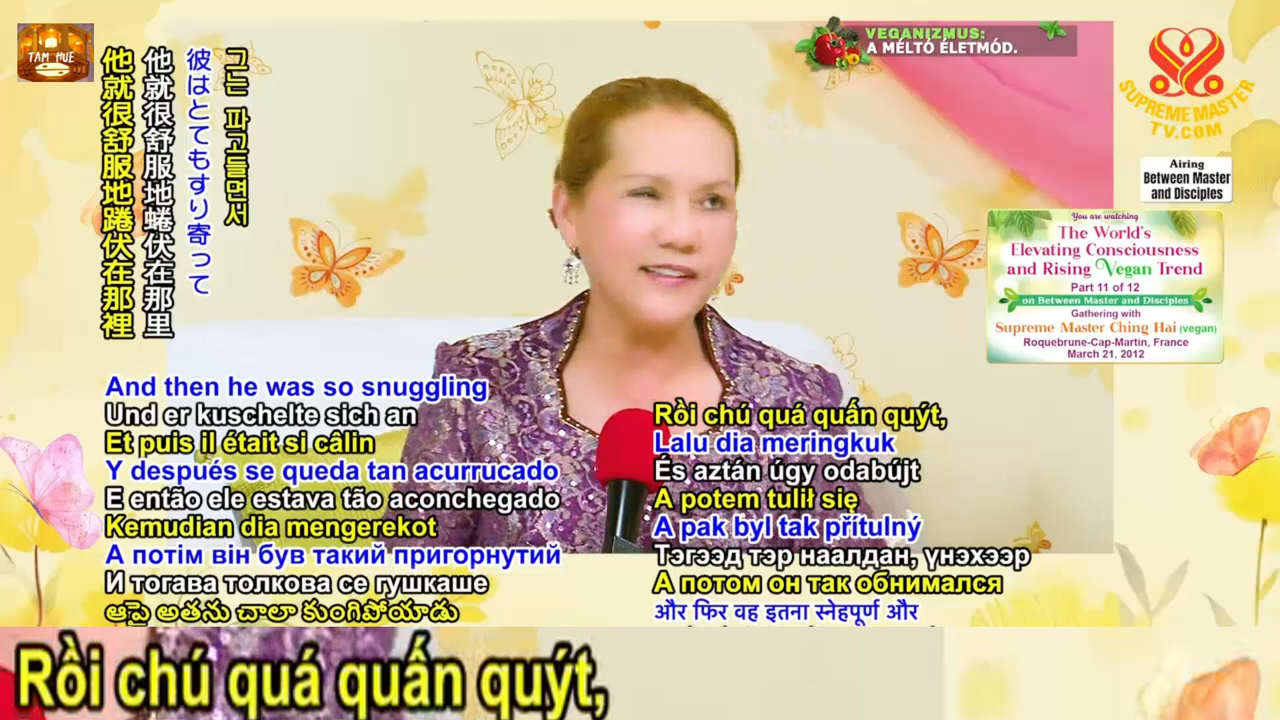 TAM HUE
그는 파고들면서
彼はとてもすり寄って
他就很舒服地蜷伏在那里
他就很舒服地踡伏在那裡
VEGANIZMUS:
A MÉLTÓ ÉLETMÓD.
SUPREME MASTER
TV.COM
Airing
Between Master
and Disciples
You are watching
The World's
Elevating Consciousness
and Rising Vegan Trend
Part 11 of 12
on Between Master and Disciples
Gathering with
Supreme Master Ching Hai (vegan)
Roquebrune-Cap-Martin, France
March 21, 2012
And then he was so snuggling
Und er kuschelte sich an
Et puis il était si câlin
Y después se queda tan acurrucado
E então ele estava tão aconchegado
Kemudian dia mengerekot
А потім він був такий пригорнутий
И тогава толкова се гушкаше
ఆపై అతను చాలా కుంగిపోయాడు
Rồi chú quá quấn quýt,
Lalu dia meringkuk
És aztán úgy odabújt
A potem tulił się
A pak byl tak přítulný
Тэгээд тэр наалдан, үнэхээр
А потом он так обнимался
और फिर वह इतना स्नेहपूर्ण और
Rồi chú quá quấn quýt,